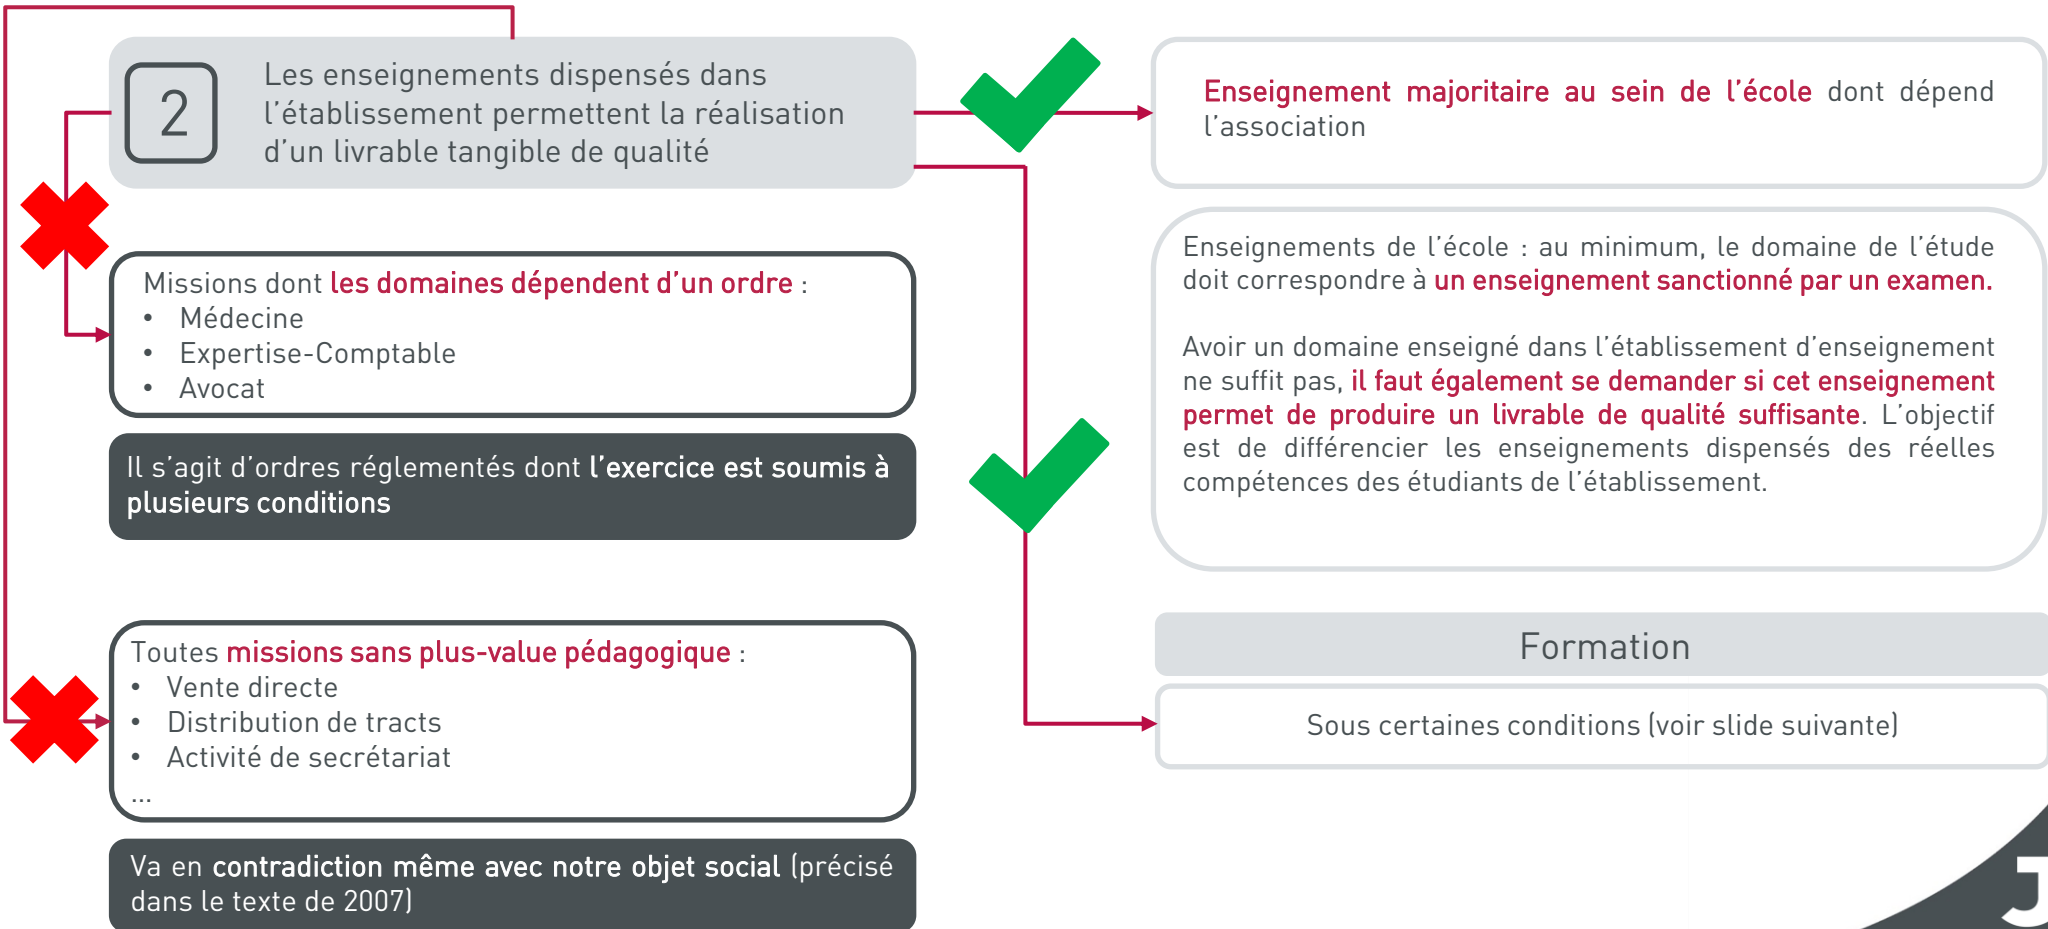 2
Les enseignements dispensés dans
l'établissement permettent la réalisation
d'un livrable tangible de qualité
Missions dont les domaines dépendent d'un ordre :
• Médecine
• Expertise-Comptable
• Avocat
Il s'agit d'ordres réglementés dont l'exercice est soumis à
plusieurs conditions
Toutes missions sans plus-value pédagogique :
• Vente directe
• Distribution de tracts
• Activité de secrétariat
...
Va en contradiction même avec notre objet social (précisé
dans le texte de 2007)
Enseignement majoritaire au sein de l'école dont dépend
l'association
Enseignements de l'école : au minimum, le domaine de l'étude
doit correspondre à un enseignement sanctionné par un examen.
Avoir un domaine enseigné dans l'établissement d'enseignement
ne suffit pas, il faut également se demander si cet enseignement
permet de produire un livrable de qualité suffisante. L'objectif
est de différencier les enseignements dispensés des réelles
compétences des étudiants de l'établissement.
Formation
Sous certaines conditions (voir slide suivante)
J